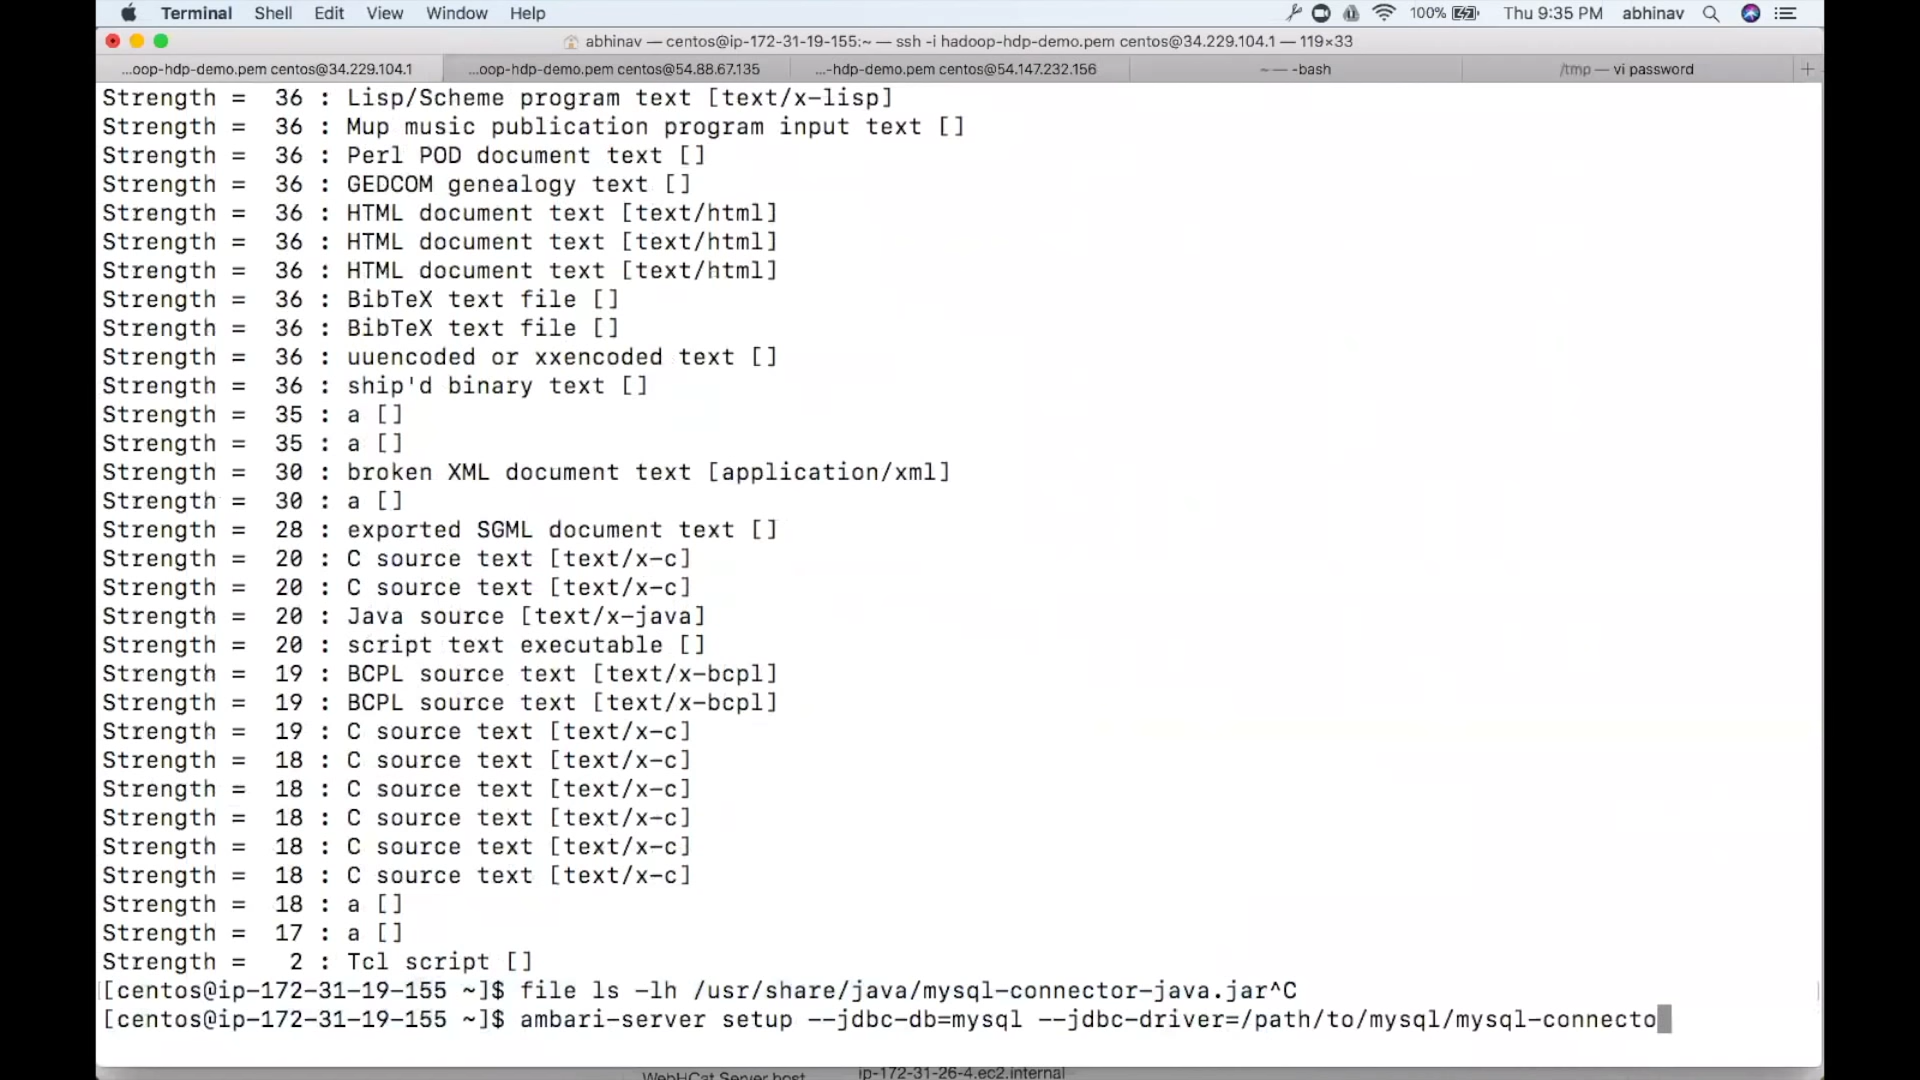 Terminal Shell Edit View Window Help 100% Thu 9:35 PM abhinav
abhinav — centos@ip-172-31-19-155:~ — ssh -i hadoop-hdp-demo.pem centos@34.229.104.1 — 119×33
...oop-hdp-demo.pem centos@34.229.104.1 ...oop-hdp-demo.pem centos@54.88.67.135 ...-hdp-demo.pem centos@54.147.232.156 ~ — -bash /tmp — vi password +
Strength =  36 : Lisp/Scheme program text [text/x-lisp]
Strength =  36 : Mup music publication program input text []
Strength =  36 : Perl POD document text []
Strength =  36 : GEDCOM genealogy text []
Strength =  36 : HTML document text [text/html]
Strength =  36 : HTML document text [text/html]
Strength =  36 : HTML document text [text/html]
Strength =  36 : BibTeX text file []
Strength =  36 : BibTeX text file []
Strength =  36 : uuencoded or xxencoded text []
Strength =  36 : ship'd binary text []
Strength =  35 : a []
Strength =  35 : a []
Strength =  30 : broken XML document text [application/xml]
Strength =  30 : a []
Strength =  28 : exported SGML document text []
Strength =  20 : C source text [text/x-c]
Strength =  20 : C source text [text/x-c]
Strength =  20 : Java source [text/x-java]
Strength =  20 : script text executable []
Strength =  19 : BCPL source text [text/x-bcpl]
Strength =  19 : BCPL source text [text/x-bcpl]
Strength =  19 : C source text [text/x-c]
Strength =  18 : C source text [text/x-c]
Strength =  18 : C source text [text/x-c]
Strength =  18 : C source text [text/x-c]
Strength =  18 : C source text [text/x-c]
Strength =  18 : C source text [text/x-c]
Strength =  18 : a []
Strength =  17 : a []
Strength =   2 : Tcl script []
[centos@ip-172-31-19-155 ~]$ file ls -lh /usr/share/java/mysql-connector-java.jar^C
[centos@ip-172-31-19-155 ~]$ ambari-server setup --jdbc-db=mysql --jdbc-driver=/path/to/mysql/mysql-connecto
WebHCat Server host ip-172-31-26-4.ec2.internal